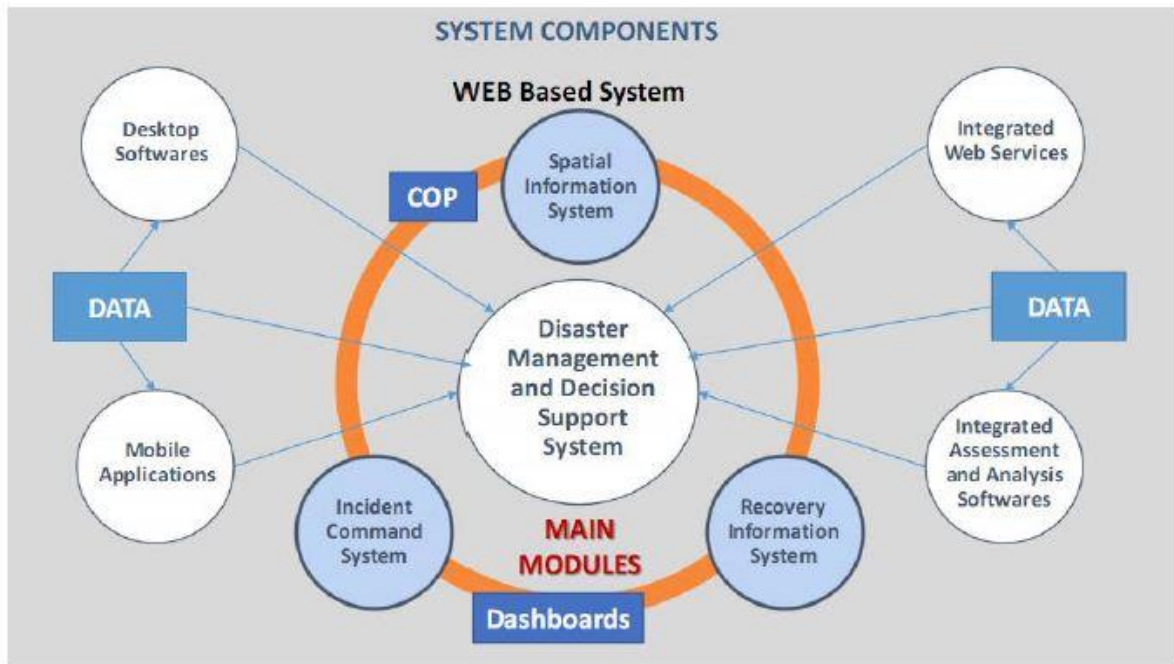 SYSTEM COMPONENTS
WEB Based System
Desktop
Softwares
Integrated
Web Services
Spatial
Information
System
COP
DATA
DATA
Disaster
Management
and Decision
Support
System
Mobile
Applications
Integrated
Assessment
and Analysis
Softwares
Incident
Command
System
Recovery
Information
System
MAIN
MODULES
Dashboards